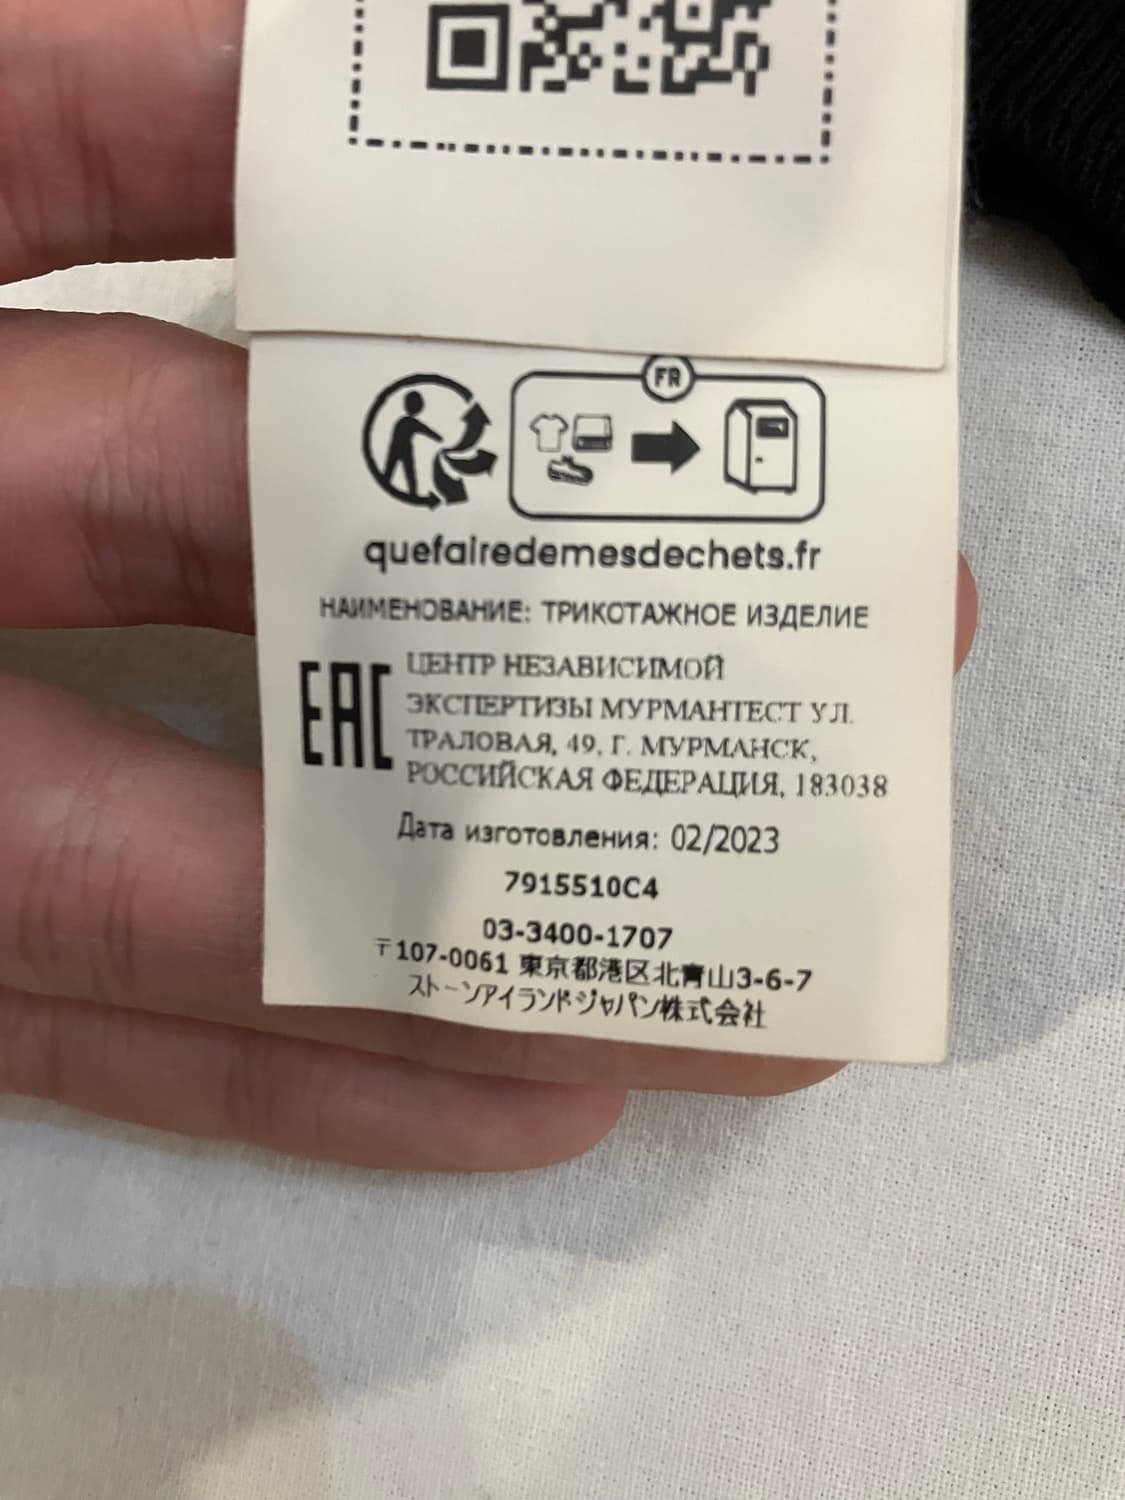 FR
quefairedemesdechets.fr
НАИМЕНОВАНИЕ: ТРИКОТАЖНОЕ ИЗДЕЛИЕ
EAC
ЦЕНТР НЕЗАВИСИМОЙ
ЭКСПЕРТИЗЫ МУРМАНТЕСТ УЛ.
ТРАЛОВАЯ, 49, Г. МУРМАНСК,
РОССИЙСКАЯ ФЕДЕРАЦИЯ, 183038
Дата изготовления: 02/2023
7915510C4
03-3400-1707
〒107-0061 東京都港区北青山3-6-7
ストーンアイランドジャパン株式会社